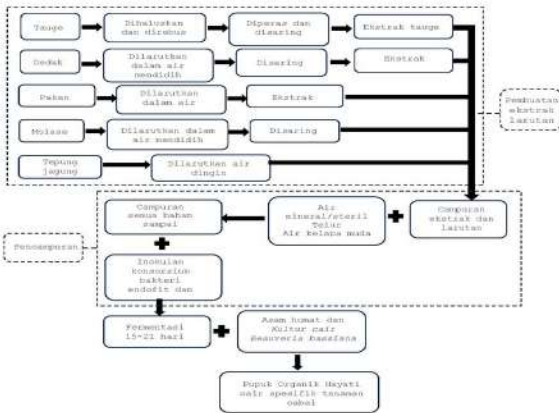 Tauge
Dihaluskan
dan direbus
Diperas dan
disaring
Ekstrak tauge
Dedak
Dilarutkan
dalam air
mendidih
Disaring
Ekstrak
Pakan
Dilarutkan
dalam air
Ekstrak
Molase
Dilarutkan dalam
air mendidih
Disaring
Tepung
jagung
Dilarutkan air
dingin
Pembuatan
ekstrak
larutan
Campuran
semua bahan
sampai
Air
mineral/steril
Telur
Air kelapa muda
Campuran
ekstrak dan
larutan
Pencampuran
Inokulan
konsorsium
bakteri
endofit dan
Fermentasi
15-21 hari
Asam humat dan
Kultur cair
Beauveria bassiana
Pupuk Organik Hayati
cair spesifik tanaman
cabai